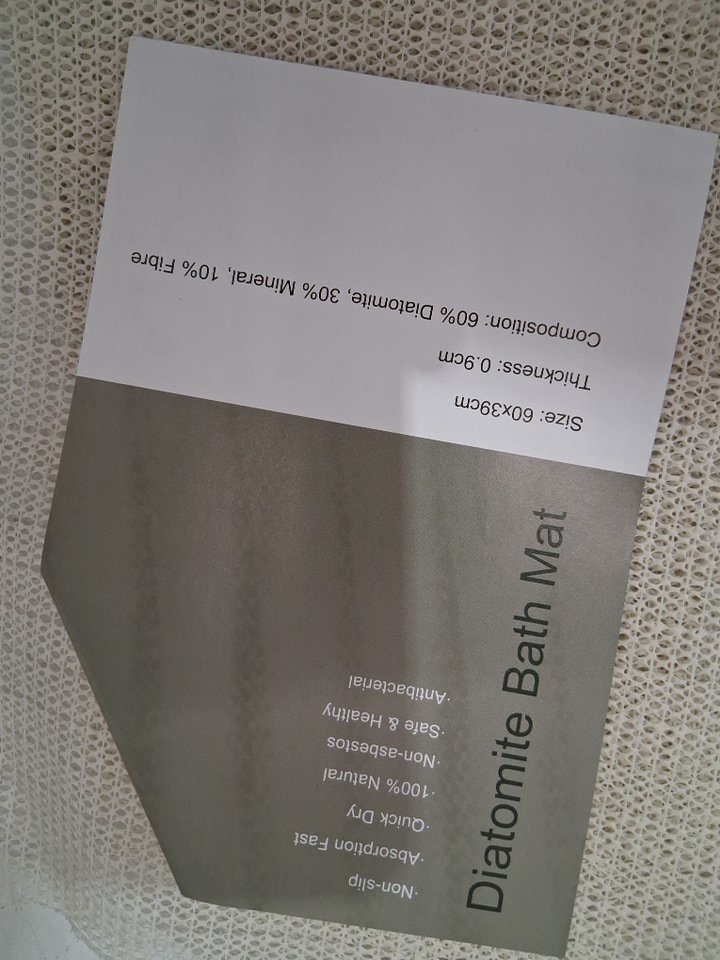 Diatomite Bath Mat
·Non-slip
·Absorption Fast
·Quick Dry
·100% Natural
·Non-asbestos
·Safe & Healthy
·Antibacterial
Size: 60x39cm
Thickness: 0.9cm
Composition: 60% Diatomite, 30% Mineral, 10% Fibre